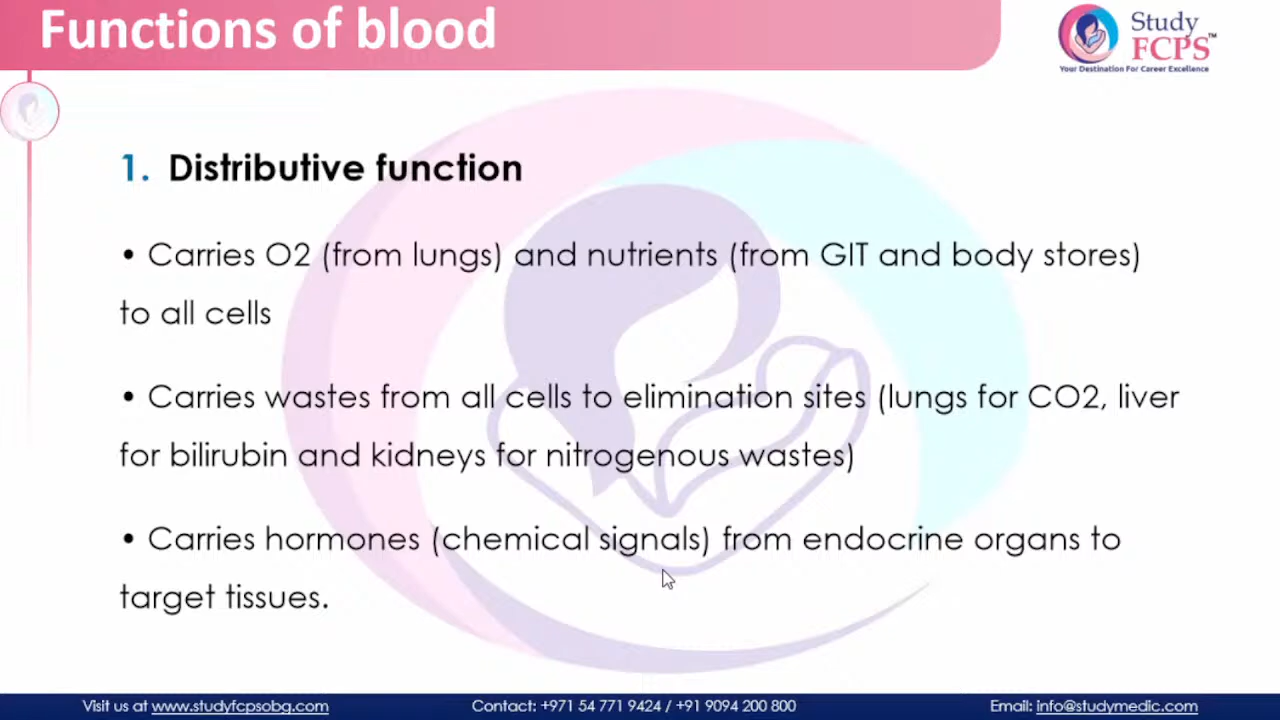 Functions of blood
Study
FCPS™
Your Destination For Career Excellence
1. Distributive function
• Carries O2 (from lungs) and nutrients (from GIT and body stores)
to all cells
• Carries wastes from all cells to elimination sites (lungs for CO2, liver
for bilirubin and kidneys for nitrogenous wastes)
• Carries hormones (chemical signals) from endocrine organs to
target tissues.
Visit us at www.studyfcpsobg.com Contact: +971 54 771 9424 / +91 9094 200 800 Email: info@studymedic.com